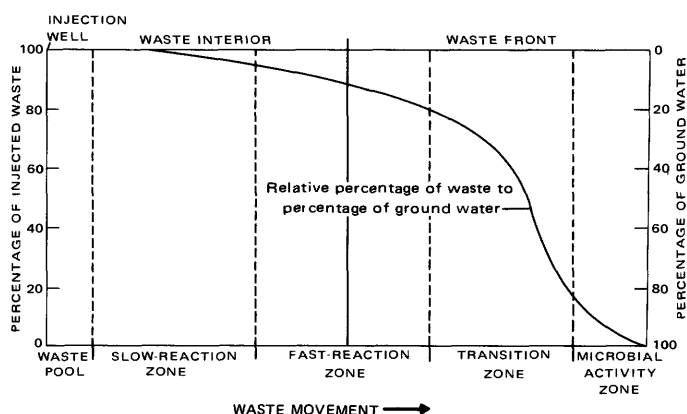 INJECTION
WELL
WASTE INTERIOR
WASTE FRONT
100
80
60
40
20
0
PERCENTAGE OF INJECTED WASTE
0
20
40
60
80
100
PERCENTAGE OF GROUND WATER
Relative percentage of waste to
percentage of ground water
WASTE
POOL
SLOW-REACTION
ZONE
FAST-REACTION
ZONE
TRANSITION
ZONE
MICROBIAL
ACTIVITY
ZONE
WASTE MOVEMENT